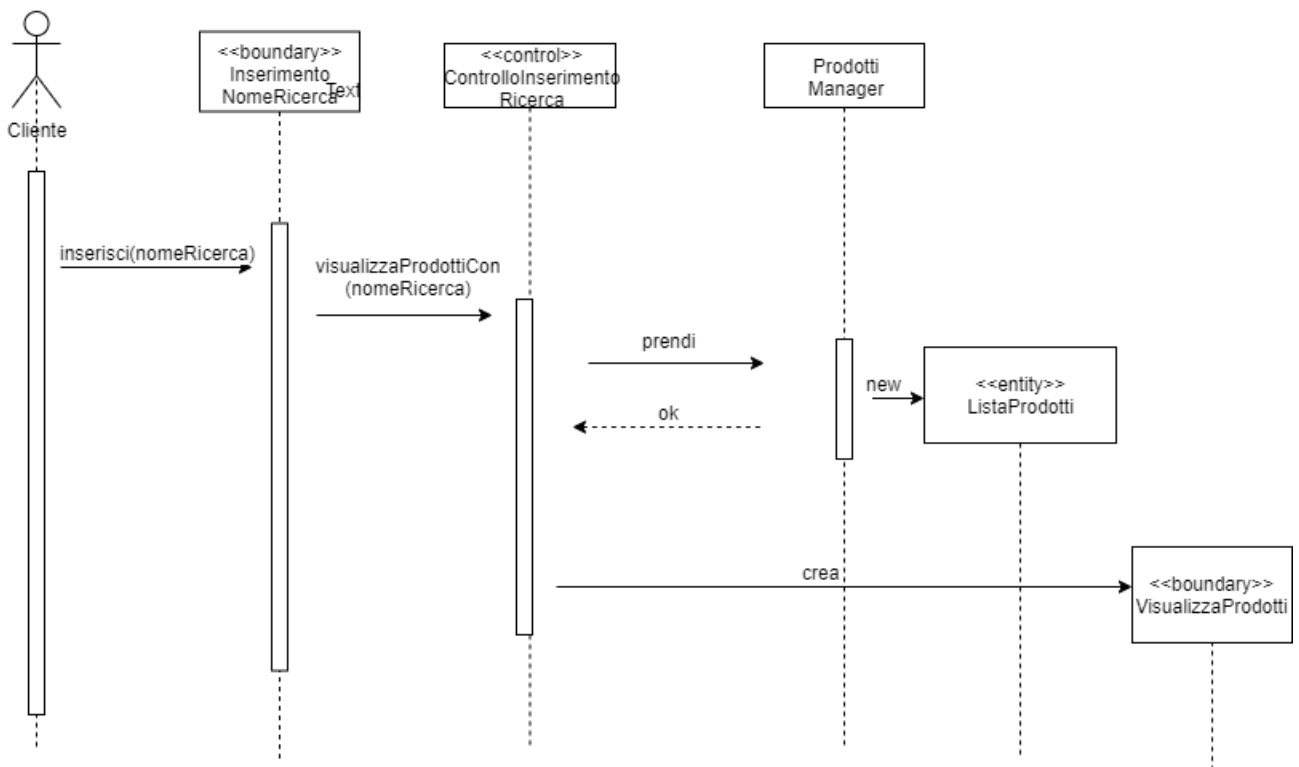 Cliente
<<boundary>>
Inserimento
NomeRicerca
Text
<<control>>
ControlloInserimento
Ricerca
Prodotti
Manager
inserisci(nomeRicerca)
visualizzaProdottiCon
(nomeRicerca)
prendi
new
<<entity>>
ListaProdotti
ok
crea
<<boundary>>
VisualizzaProdotti